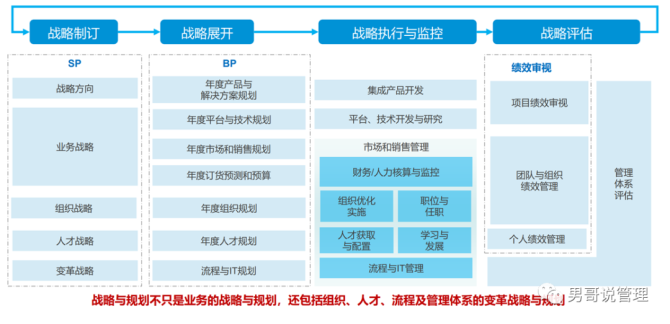 战略制订
战略展开
战略执行与监控
战略评估
SP
战略方向
业务战略
组织战略
人才战略
变革战略
BP
年度产品与
解决方案规划
年度平台与技术规划
年度市场和销售规划
年度订货预测和预算
年度组织规划
年度人才规划
流程与IT规划
集成产品开发
平台、技术开发与研究
市场和销售管理
财务/人力核算与监控
组织优化
实施
职位与
任职
人才获取
与配置
学习与
发展
流程与IT管理
绩效审视
项目绩效审视
团队与组织
绩效管理
个人绩效管理
管理
体系
评估
战略与规划不只是业务的战略与规划，还包括组织、人才、流程及管理体系的变革战略与规划
男哥说管理